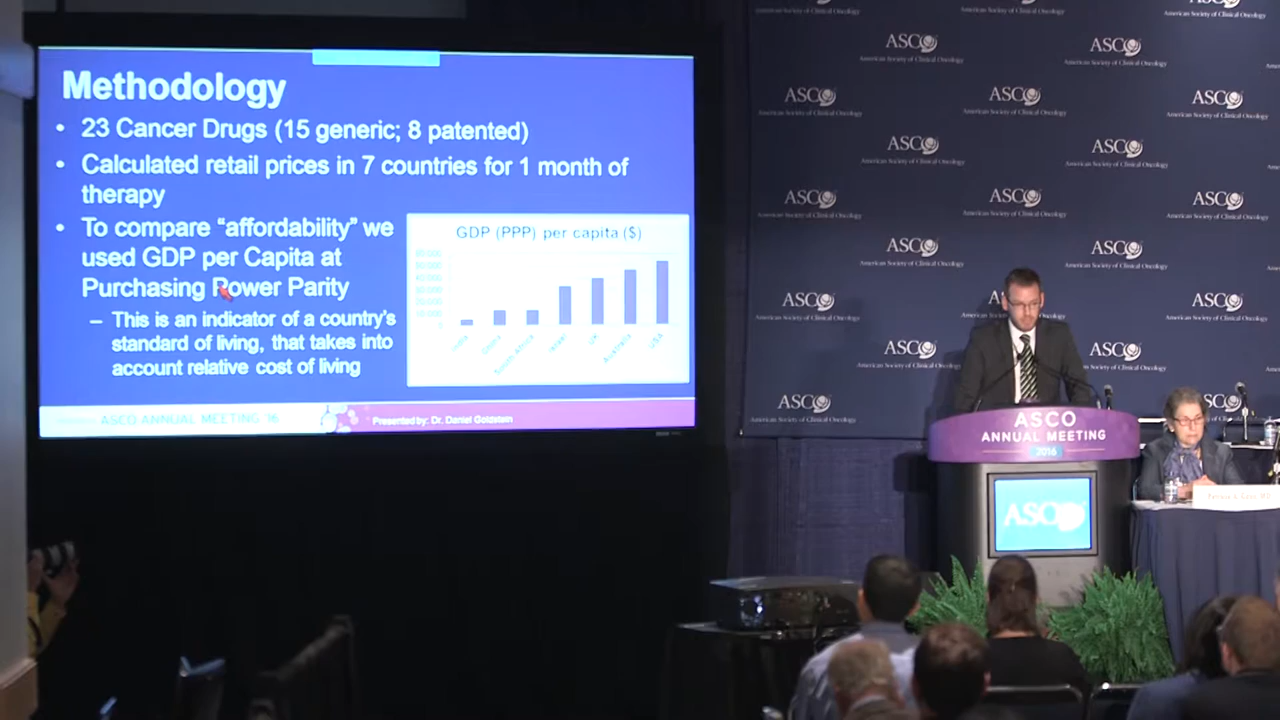 Methodology
• 23 Cancer Drugs (15 generic; 8 patented)
• Calculated retail prices in 7 countries for 1 month of
therapy
• To compare “affordability” we
used GDP per Capita at
Purchasing Power Parity
– This is an indicator of a country's
standard of living, that takes into
account relative cost of living
GDP (PPP) per capita ($)
South Africa
UK
Australia
USA
ASCO ANNUAL MEETING '16
Presented by: Dr. Daniel Goldstein
ASCO
American Society of Clinical Oncology
ASCO
ANNUAL MEETING
2016
ASCO